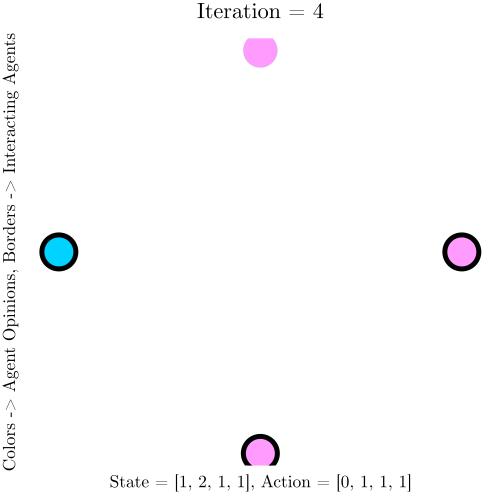 Iteration = 4
Colors -> Agent Opinions, Borders -> Interacting Agents
State = [1, 2, 1, 1], Action = [0, 1, 1, 1]